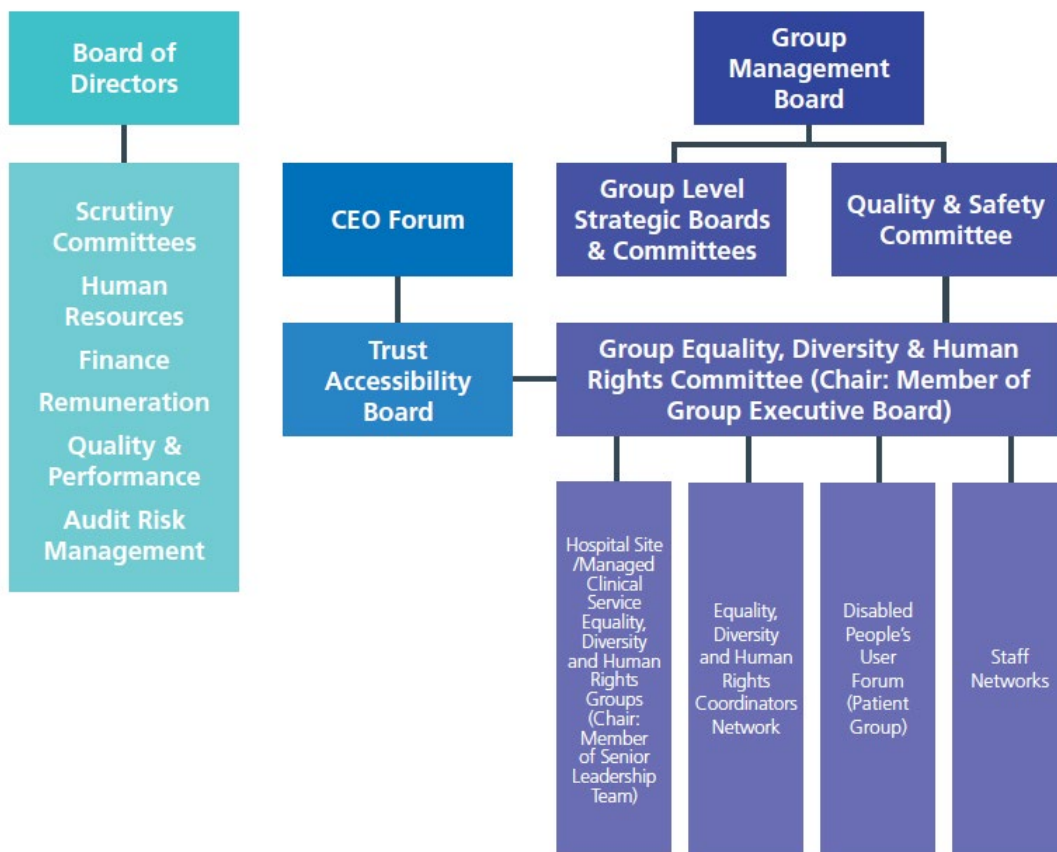 Board of
Directors
Scrutiny
Committees
Human
Resources
Finance
Remuneration
Quality &
Performance
Audit Risk
Management
CEO Forum
Trust
Accessibility
Board
Group
Management
Board
Group Level
Strategic Boards
& Committees
Quality & Safety
Committee
Group Equality, Diversity & Human
Rights Committee (Chair: Member of
Group Executive Board)
Hospital Site
/Managed
Clinical
Service
Equality,
Diversity
and Human
Rights
Groups
(Chair:
Member
of Senior
Leadership
Team)
Equality,
Diversity
and Human
Rights
Coordinators
Network
Disabled
People’s
User
Forum
(Patient
Group)
Staff
Networks